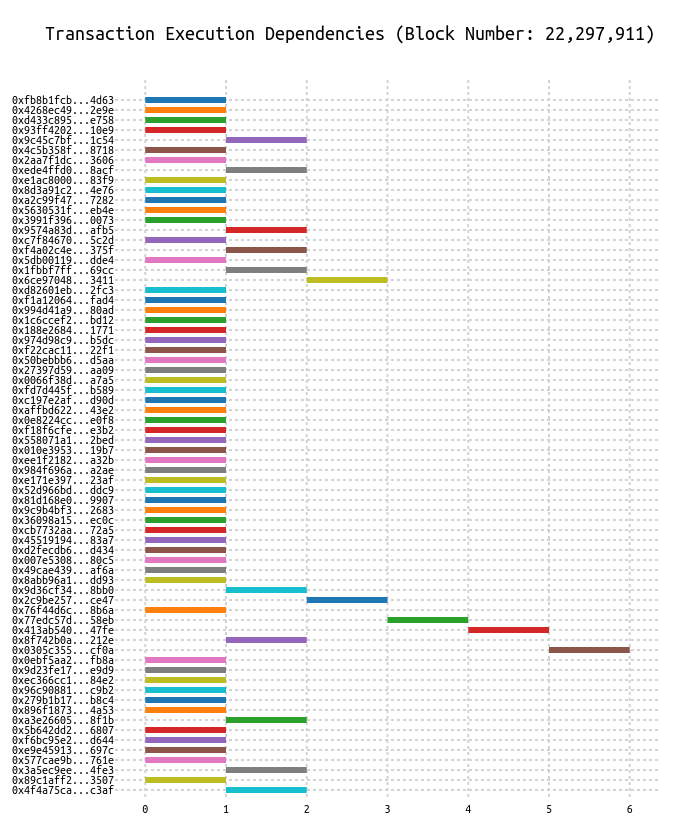 Transaction Execution Dependencies (Block Number: 22,297,911)
0xfb8b1fcb...4d63
0x4268ec49...2e9e
0xd433c895...e758
0x93ff4202...10e9
0x9c45c7bf...1c54
0x4c5b358f...8718
0x2aa7f1dc...3606
0xede4ffd0...8acf
0xe1ac8000...83f9
0x8d3a91c2...4e76
0xa2c99f47...7282
0x5630531f...eb4e
0x3991f396...0073
0x9574a83d...afb5
0xc7f84670...5c2d
0xf4a02c4e...375f
0x5db00119...dde4
0x1fbbf7ff...69cc
0x6ce97048...3411
0xd82601eb...2fc3
0xf1a12064...fad4
0x994d41a9...80ad
0x1c6ccef2...bd12
0x188e2684...1771
0x974d98c9...b5dc
0xf22cac11...22f1
0x50bebbb6...d5aa
0x27397d59...aa09
0x0066f38d...a7a5
0xfd7d445f...b589
0xc197e2af...d90d
0xaffbd622...43e2
0x0e8224cc...e0f8
0xf18f6cfe...e3b2
0x558071a1...2bed
0x010e3953...19b7
0xee1f2182...a32b
0x984f696a...a2ae
0xe171e397...23af
0x52d966bd...ddc9
0x81d168e0...9907
0x9c9b4bf3...2683
0x36098a15...ec0c
0xcb7732aa...72a5
0x45519194...83a7
0xd2fecdb6...d434
0x007e5308...80c5
0x49cae439...af6a
0x8abb96a1...dd93
0x9d36cf34...8bb0
0x2c9be257...ce47
0x76f44d6c...8b6a
0x77edc57d...58eb
0x413ab540...47fe
0x8f742b0a...212e
0x0305c355...cf0a
0x0ebf5aa2...fb8a
0x9d23fe17...e9d9
0xec366cc1...84e2
0x96c90881...c9b2
0x279b1b17...b8c4
0x896f1873...4a53
0xa3e26605...8f1b
0x5b642dd2...6807
0xf6bc95e2...d644
0xe9e45913...697c
0x577cae9b...761e
0x3a5ec9ee...4fe3
0x89c1aff2...3507
0x4f4a75ca...c3af
0 1 2 3 4 5 6